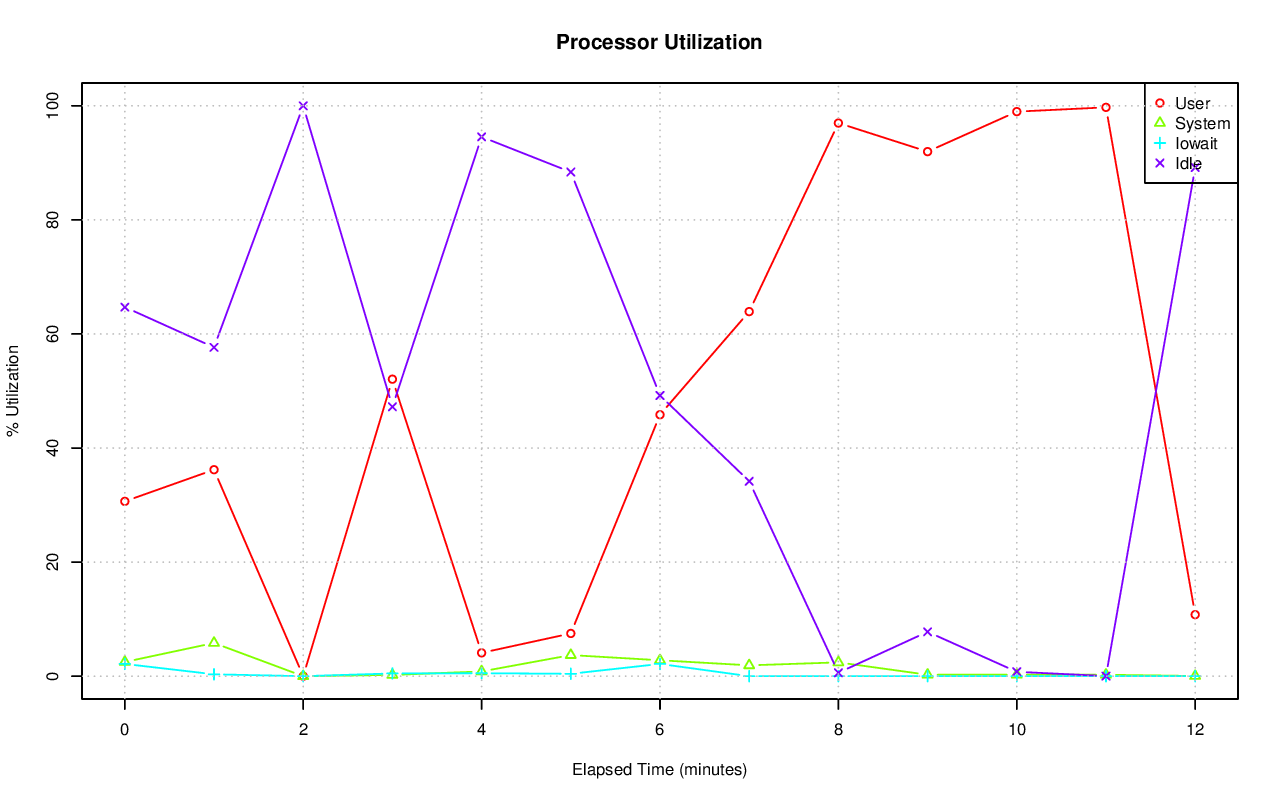 Processor Utilization
100
80
60
40
20
0
% Utilization
User
System
Iowait
Idle
0 2 4 6 8 10 12
Elapsed Time (minutes)